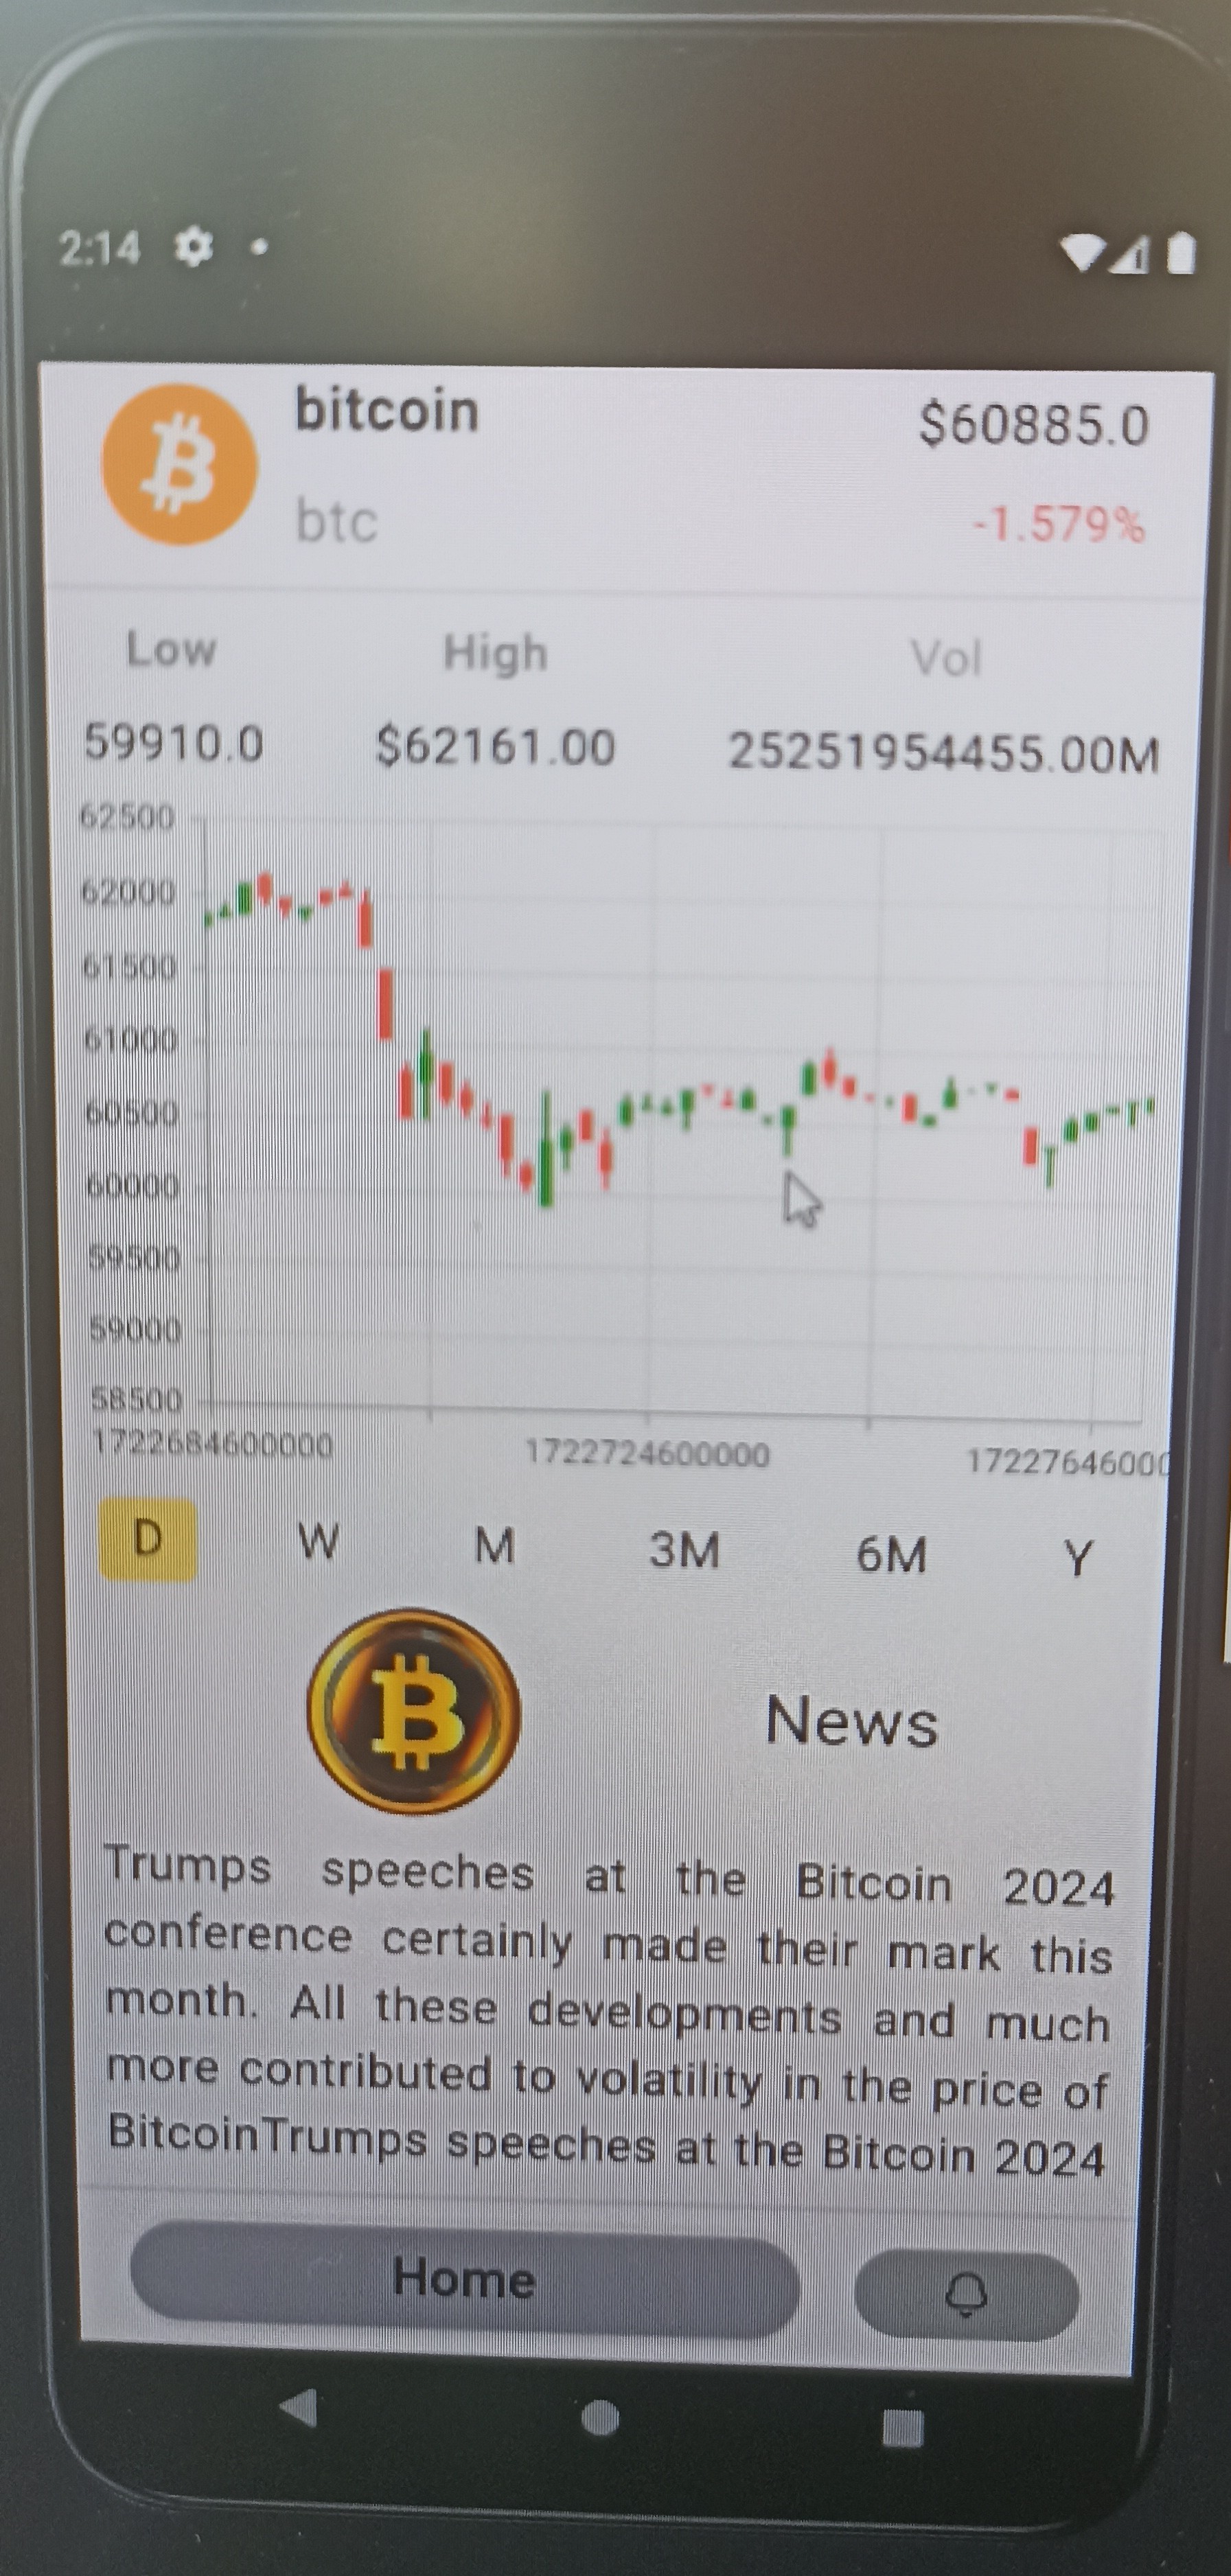 2:14
bitcoin
$60885.0
btc
-1.579%
Low High Vol
59910.0 $62161.00 25251954455.00M
62500
62000
61500
61000
60500
60000
59500
59000
58500
1722684600000 1722724600000 17227646000
D W M 3M 6M Y
News
Trumps speeches at the Bitcoin 2024
conference certainly made their mark this
month. All these developments and much
more contributed to volatility in the price of
BitcoinTrumps speeches at the Bitcoin 2024
Home